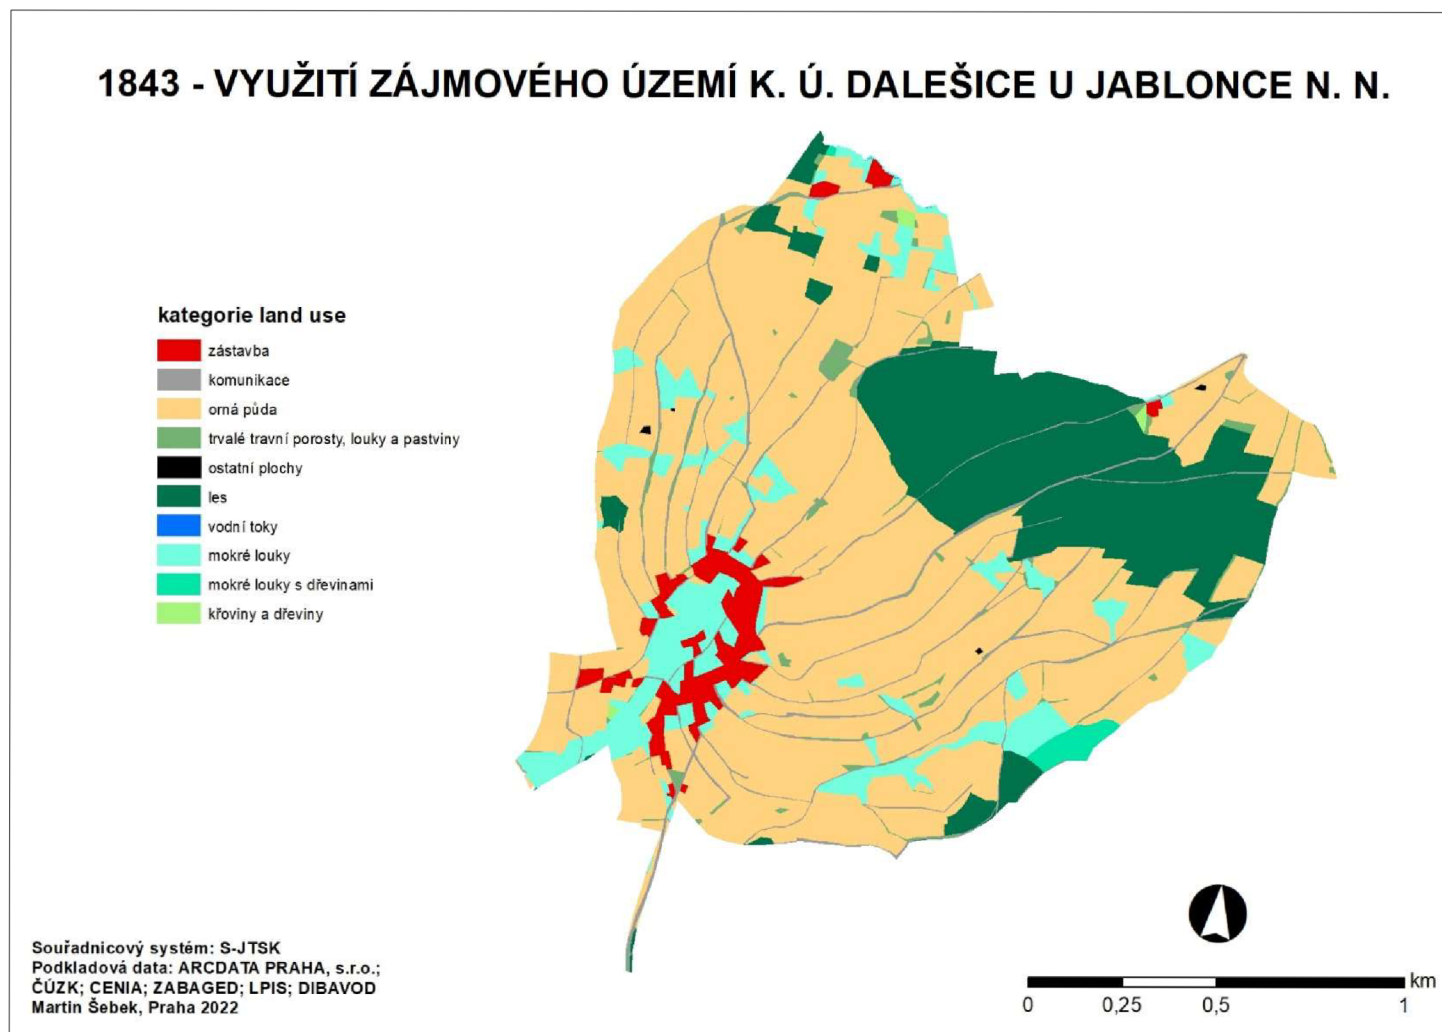 1843 - VYUŽITÍ ZÁJMOVÉHO ÚZEMÍ K. Ú. DALEŠICE U JABLONCE N. N.
kategorie land use
zástavba
komunikace
orná půda
trvalé travní porosty, louky a pastviny
ostatní plochy
les
vodní toky
mokré louky
mokré louky s dřevinami
křoviny a dřeviny
Souřadnicový systém: S-JTSK
Podkladová data: ARCDATA PRAHA, s.r.o.;
ČÚZK; CENIA; ZABAGED; LPIS; DIBAVOD
Martin Šebek, Praha 2022
km
0 0,25 0,5 1